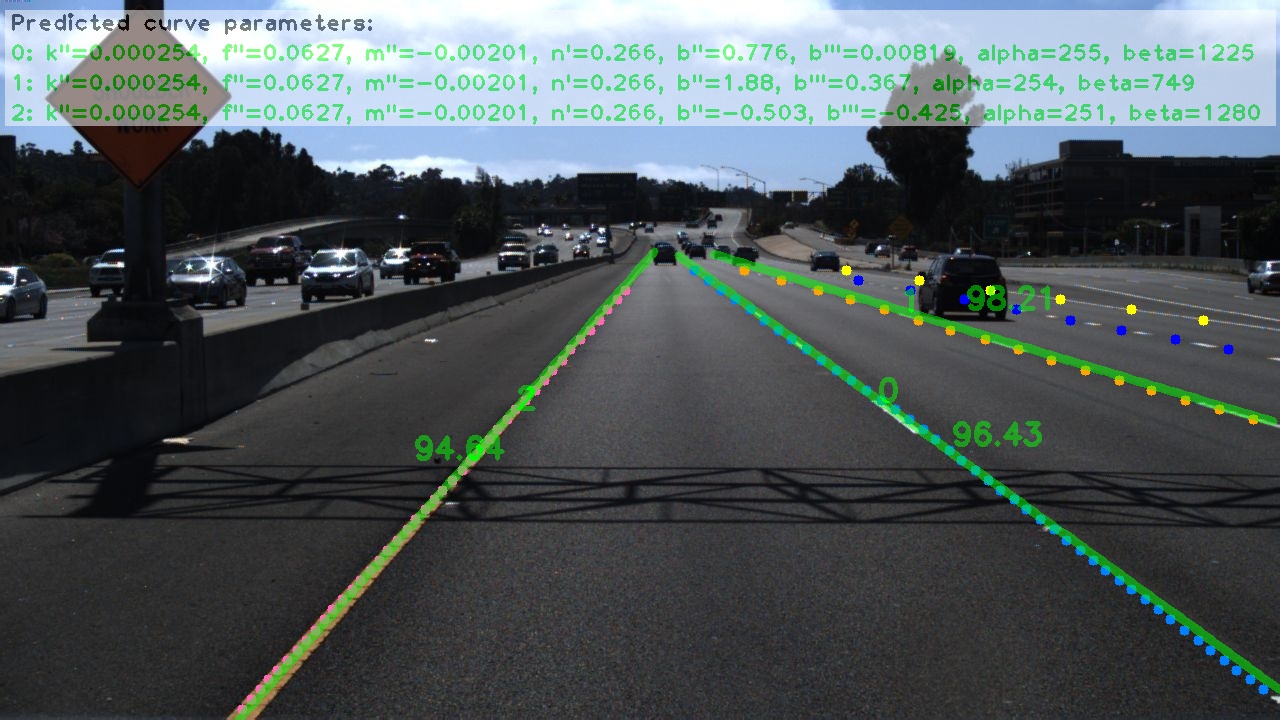 Predicted curve parameters:
0: k''=0.000254, f''=0.0627, m''=-0.00201, n'=0.266, b''=0.776, b'''=0.00819, alpha=255, beta=1225
1: k''=0.000254, f''=0.0627, m''=-0.00201, n'=0.266, b''=1.88, b'''=0.367, alpha=254, beta=749
2: k''=0.000254, f''=0.0627, m''=-0.00201, n'=0.266, b''=-0.503, b'''=-0.425, alpha=251, beta=1280
WORK
1
98.21
2
0
94.64
96.43